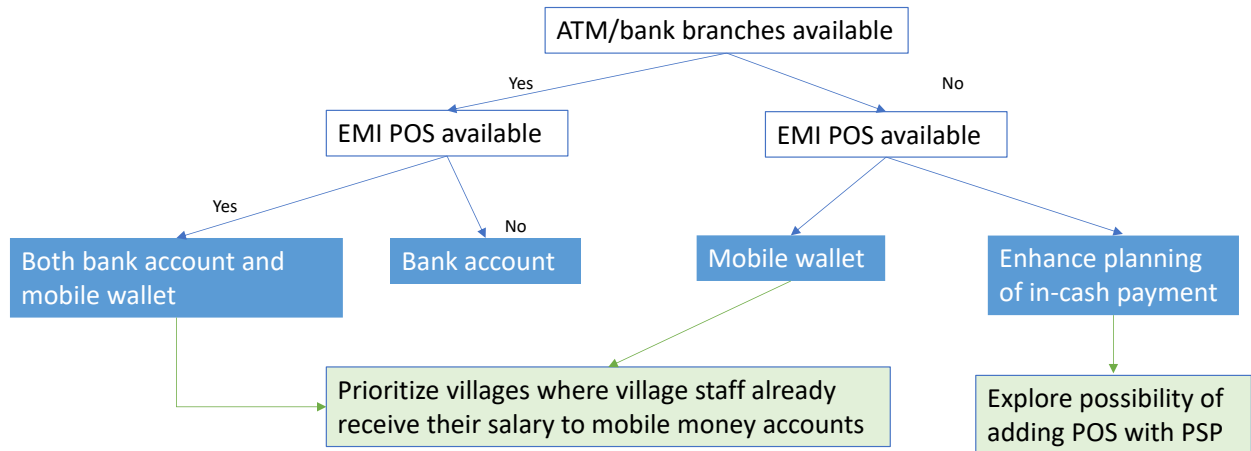 ATM/bank branches available
Yes
No
EMI POS available
EMI POS available
Yes
No
Both bank account and
mobile wallet
Bank account
Mobile wallet
Enhance planning
of in-cash payment
Prioritize villages where village staff already
receive their salary to mobile money accounts
Explore possibility of
adding POS with PSP